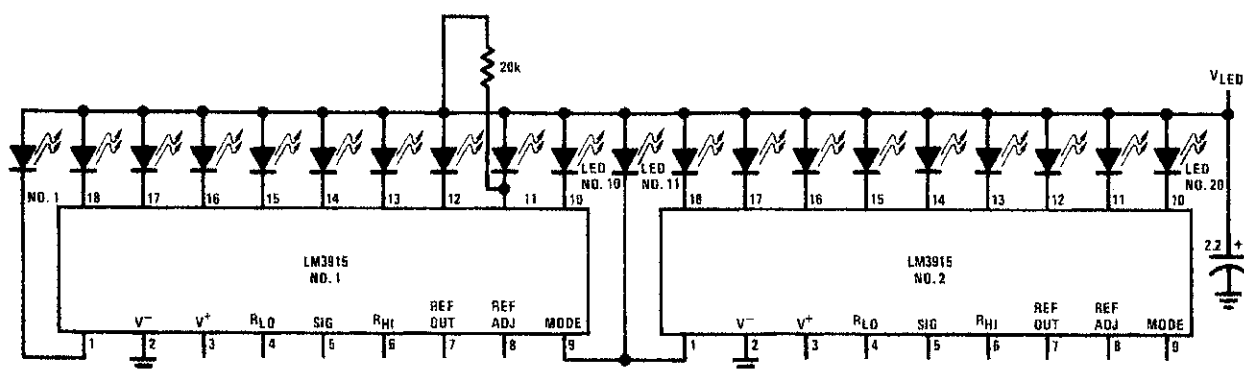 20k
V LED
NO. 1
LED NO. 10
LED NO. 11
LED NO. 20
18 17 16 15 14 13 12 11 10
18 17 16 15 14 13 12 11 10
LM3915 NO. 1
LM3915 NO. 2
2.2 +
V− V+ RLO SIG RHI REF OUT REF ADJ MODE
V− V+ RLO SIG RHI REF OUT REF ADJ MODE
1 2 3 4 5 6 7 8 9
1 2 3 4 5 6 7 8 9